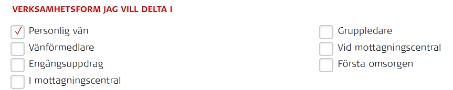 VERKSAMHETSFORM JAG VILL DELTA I
Personlig vän
Vänförmedlare
Engångsuppdrag
I mottagningscentral
Gruppledare
Vid mottagningscentral
Första omsorgen